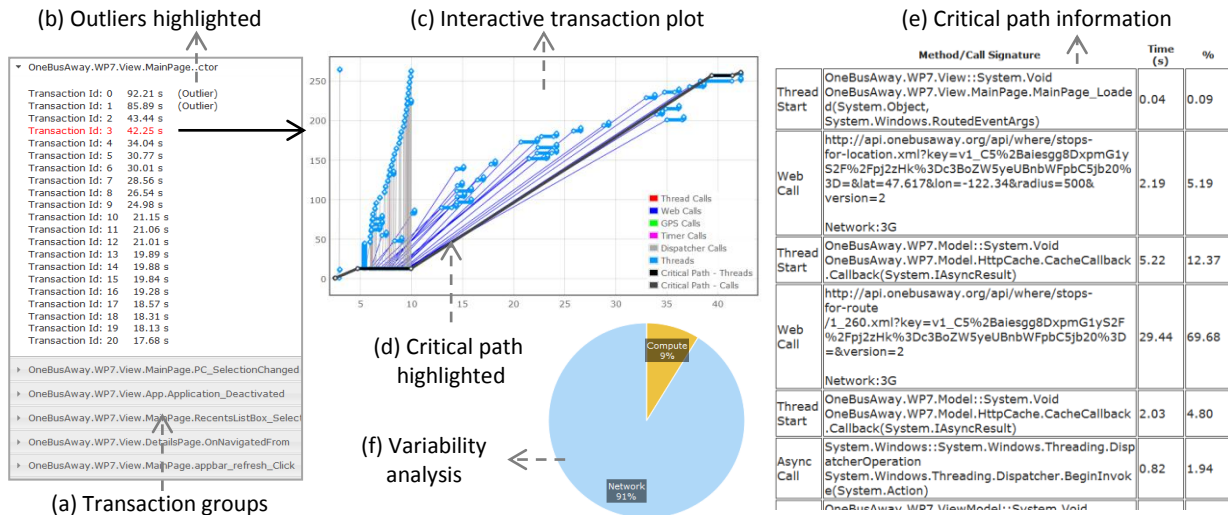 (b) Outliers highlighted
(c) Interactive transaction plot
(e) Critical path information
OneBusAway.WP7.View.MainPage..ctor
Transaction Id: 0 92.21 s (Outlier)
Transaction Id: 1 85.89 s (Outlier)
Transaction Id: 2 43.44 s
Transaction Id: 3 42.25 s
Transaction Id: 4 34.04 s
Transaction Id: 5 30.77 s
Transaction Id: 6 30.01 s
Transaction Id: 7 28.56 s
Transaction Id: 8 26.54 s
Transaction Id: 9 24.98 s
Transaction Id: 10 21.15 s
Transaction Id: 11 21.06 s
Transaction Id: 12 21.01 s
Transaction Id: 13 19.89 s
Transaction Id: 14 19.88 s
Transaction Id: 15 19.84 s
Transaction Id: 16 19.28 s
Transaction Id: 17 18.57 s
Transaction Id: 18 18.31 s
Transaction Id: 19 18.13 s
Transaction Id: 20 17.68 s
OneBusAway.WP7.View.MainPage.PC_SelectionChanged
OneBusAway.WP7.View.App.Application_Deactivated
OneBusAway.WP7.View.MainPage.RecentsListBox_Select
OneBusAway.WP7.View.DetailsPage.OnNavigatedFrom
OneBusAway.WP7.View.MainPage.appbar_refresh_Click
(a) Transaction groups
250
200
150
100
50
0
5 10 15 20 25 30 35 40
Thread Calls
Web Calls
GPS Calls
Timer Calls
Dispatcher Calls
Threads
Critical Path - Threads
Critical Path - Calls
(d) Critical path
highlighted
(f) Variability
analysis
Compute
9%
Network
91%
Method/Call Signature Time
(s) %
Thread
Start
OneBusAway.WP7.View::System.Void
OneBusAway.WP7.View.MainPage.MainPage_Loade
d(System.Object,
System.Windows.RoutedEventArgs)
0.04 0.09
Web
Call
http://api.onebusaway.org/api/where/stops-
for-location.xml?key=v1_C5%2Baiesgg8DxpmG1y
S2F%2Fpj2zHk%3Dc3BoZW5yeUBnbWFpbC5jb20%
3D=&lat=47.617&lon=-122.34&radius=500&
version=2
Network:3G
2.19 5.19
Thread
Start
OneBusAway.WP7.Model::System.Void
OneBusAway.WP7.Model.HttpCache.CacheCallback
.Callback(System.IAsyncResult)
5.22 12.37
Web
Call
http://api.onebusaway.org/api/where/stops-
for-route
/1_260.xml?key=v1_C5%2Baiesgg8DxpmG1yS2F
%2Fpj2zHk%3Dc3BoZW5yeUBnbWFpbC5jb20%3D
=&version=2
Network:3G
29.44 69.68
Thread
Start
OneBusAway.WP7.Model::System.Void
OneBusAway.WP7.Model.HttpCache.CacheCallback
.Callback(System.IAsyncResult)
2.03 4.80
Async
Call
System.Windows::System.Windows.Threading.Disp
atcherOperation
System.Windows.Threading.Dispatcher.BeginInvok
e(System.Action)
0.82 1.94
OneBusAway.WP7.ViewModel::System.Void